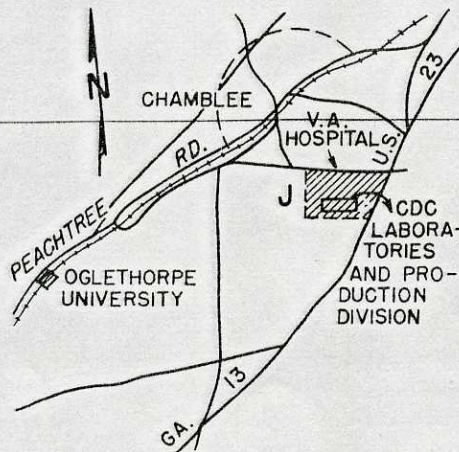 N
CHAMBLEE
23
V.A.
HOSPITAL
U.S.
RD.
PEACHTREE
J
CDC
LABORA-
TORIES
AND PRO-
DUCTION
DIVISION
OGLETHORPE
UNIVERSITY
13
GA.